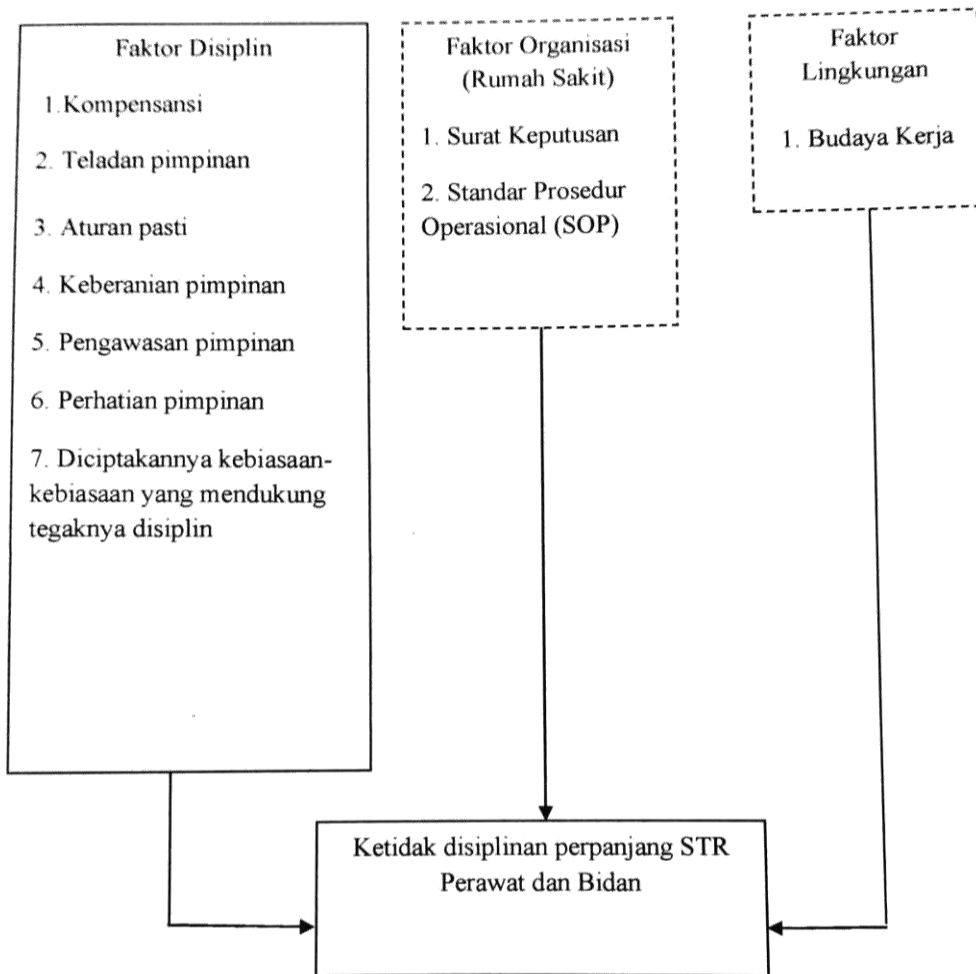 Faktor Disiplin
1.Kompensansi
2. Teladan pimpinan
3. Aturan pasti
4. Keberanian pimpinan
5. Pengawasan pimpinan
6. Perhatian pimpinan
7. Diciptakannya kebiasaan-
kebiasaan yang mendukung
tegaknya disiplin
Faktor Organisasi
(Rumah Sakit)
1. Surat Keputusan
2. Standar Prosedur
Operasional (SOP)
Faktor
Lingkungan
1. Budaya Kerja
Ketidak disiplinan perpanjang STR
Perawat dan Bidan